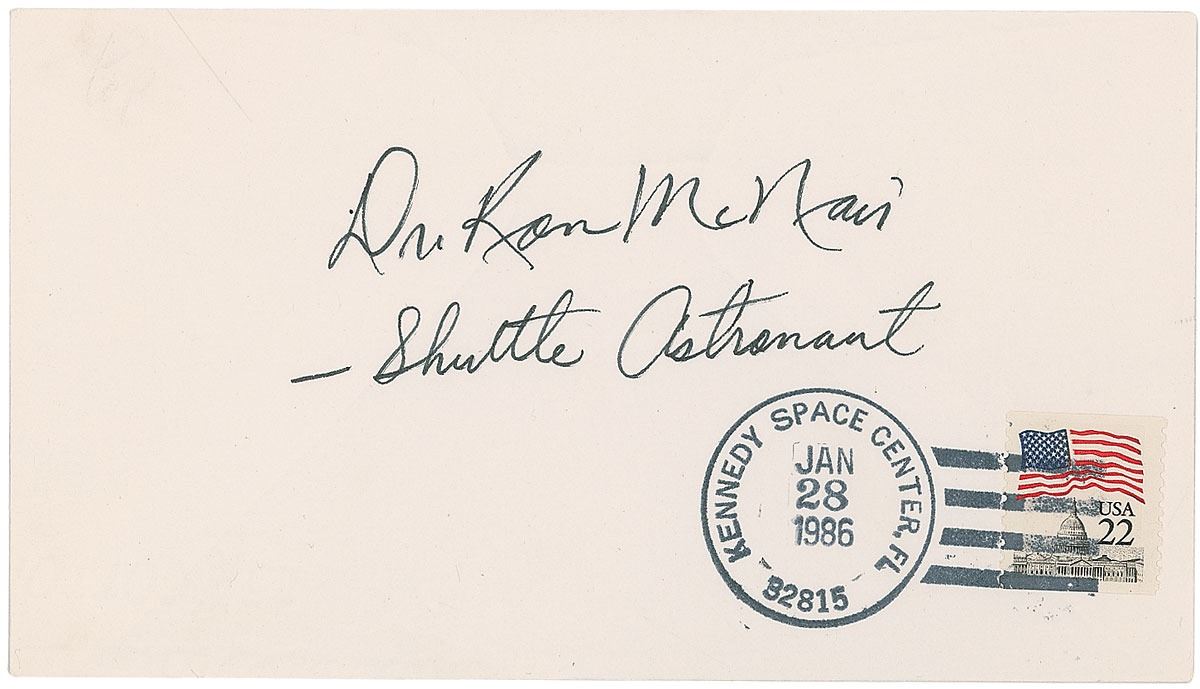 Dr. Ron McNair
– Shuttle Astronaut
KENNEDY SPACE CENTER, FL
JAN
28
1986
32815
USA
22